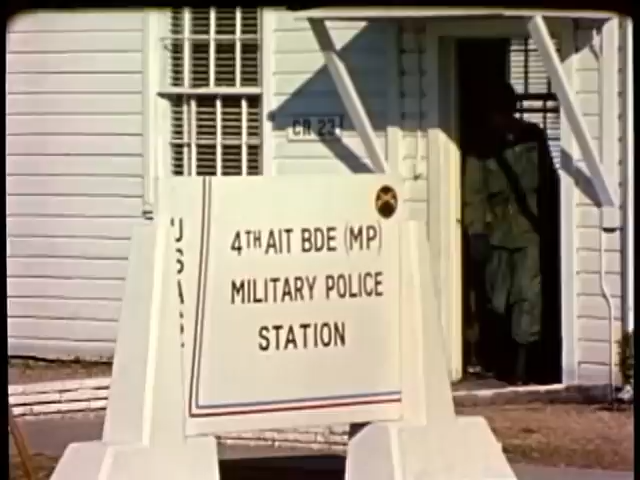 CR. 23
4TH AIT BDE (MP)
MILITARY POLICE
STATION